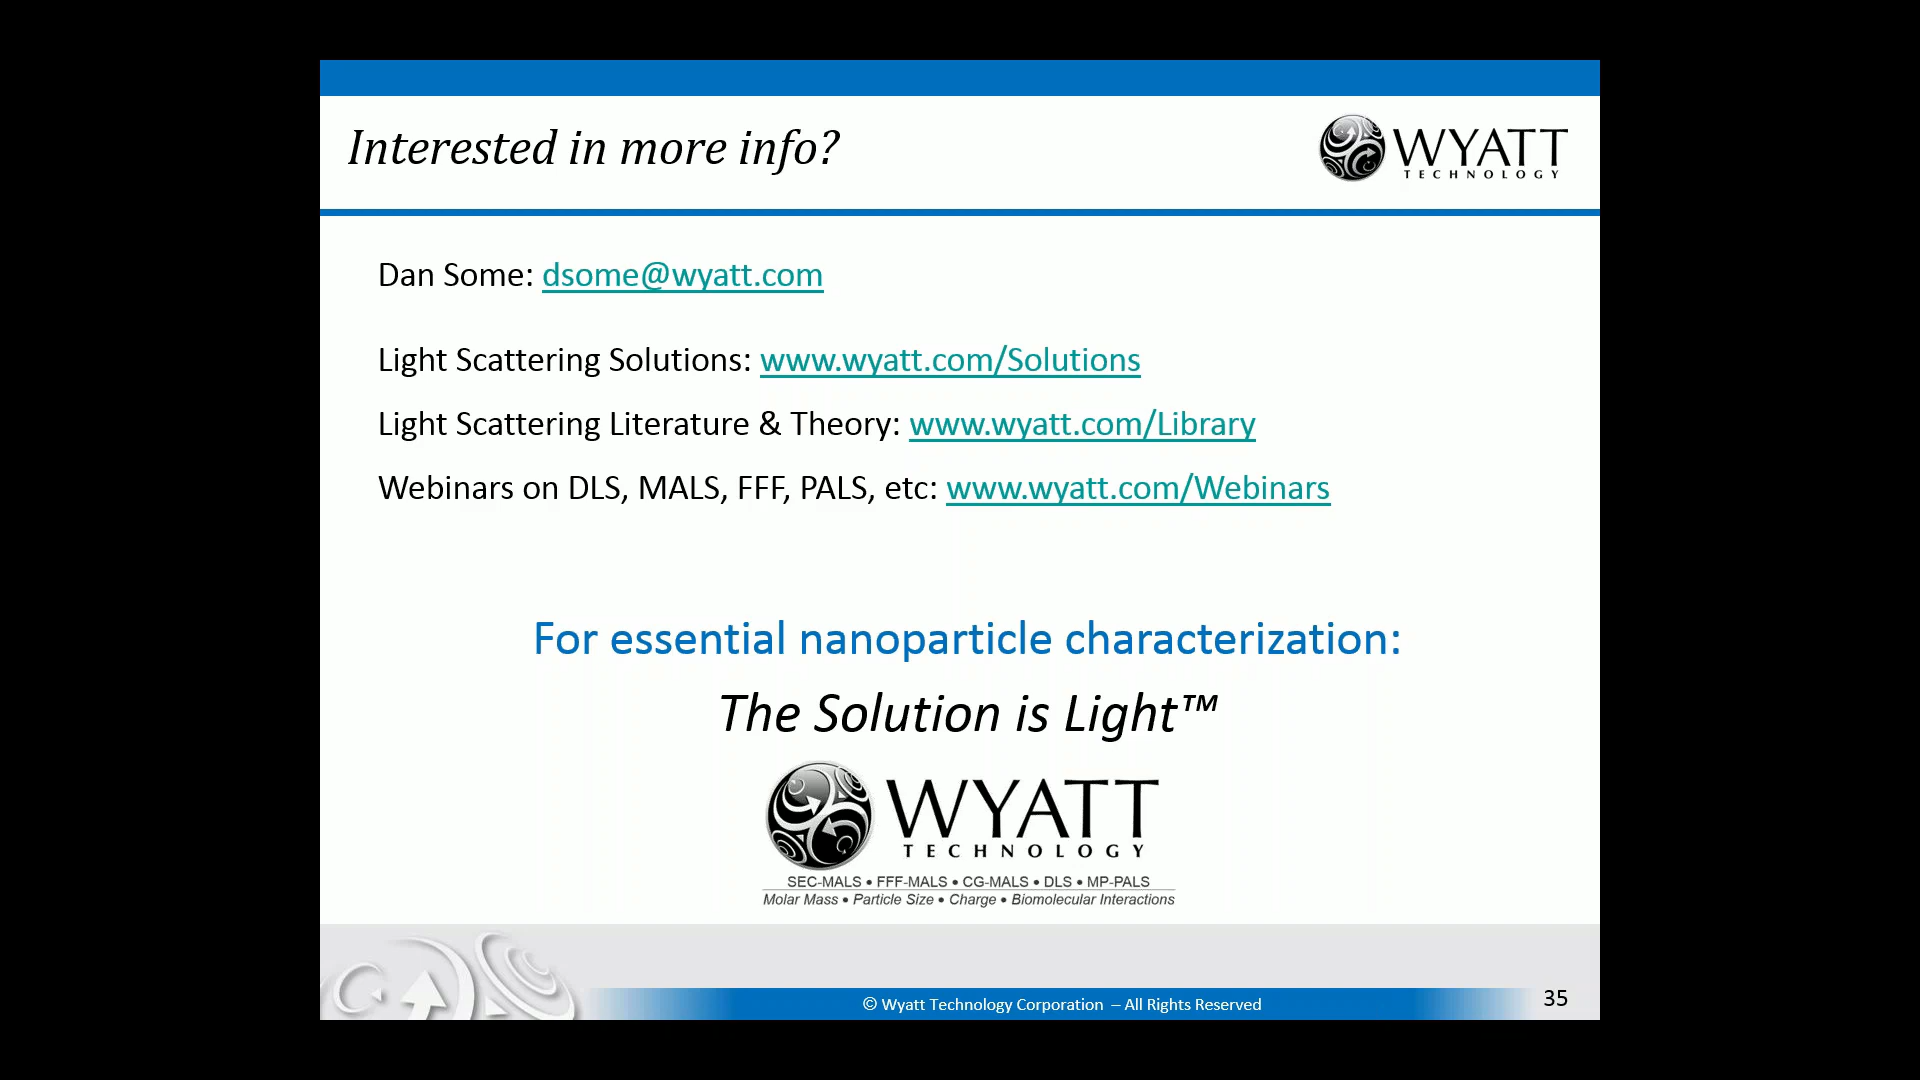 Interested in more info?
WYATT
TECHNOLOGY
Dan Some: dsome@wyatt.com
Light Scattering Solutions: www.wyatt.com/Solutions
Light Scattering Literature & Theory: www.wyatt.com/Library
Webinars on DLS, MALS, FFF, PALS, etc: www.wyatt.com/Webinars
For essential nanoparticle characterization:
The Solution is Light™
WYATT
TECHNOLOGY
SEC-MALS • FFF-MALS • CG-MALS • DLS • MP-PALS
Molar Mass • Particle Size • Charge • Biomolecular Interactions
© Wyatt Technology Corporation – All Rights Reserved
35